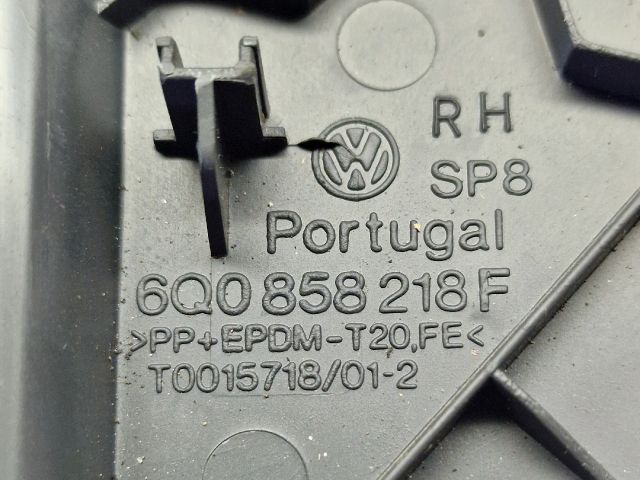 RH
SP8
Portugal
6Q0 858 218 F
>PP+EPDM-T20,FE<
T0015718/01-2